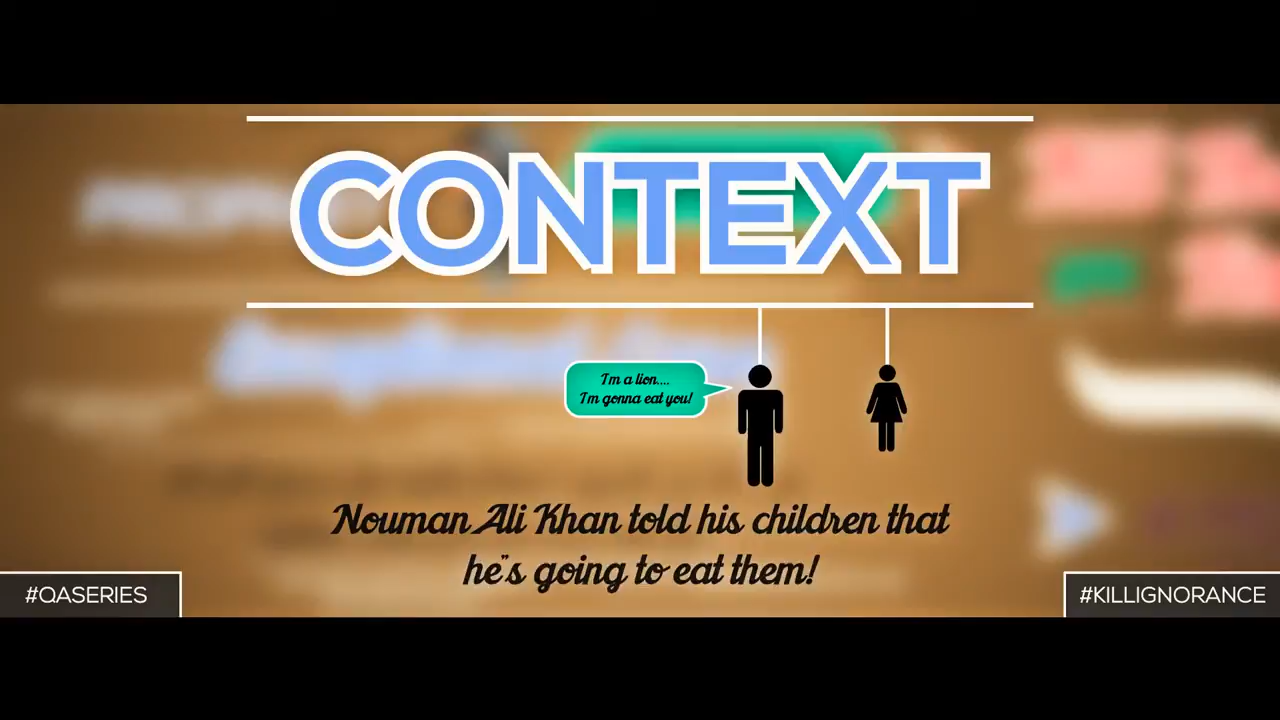 CONTEXT
I'm a lion....
I'm gonna eat you!
Nouman Ali Khan told his children that
he"s going to eat them!
#QASERIES
#KILLIGNORANCE